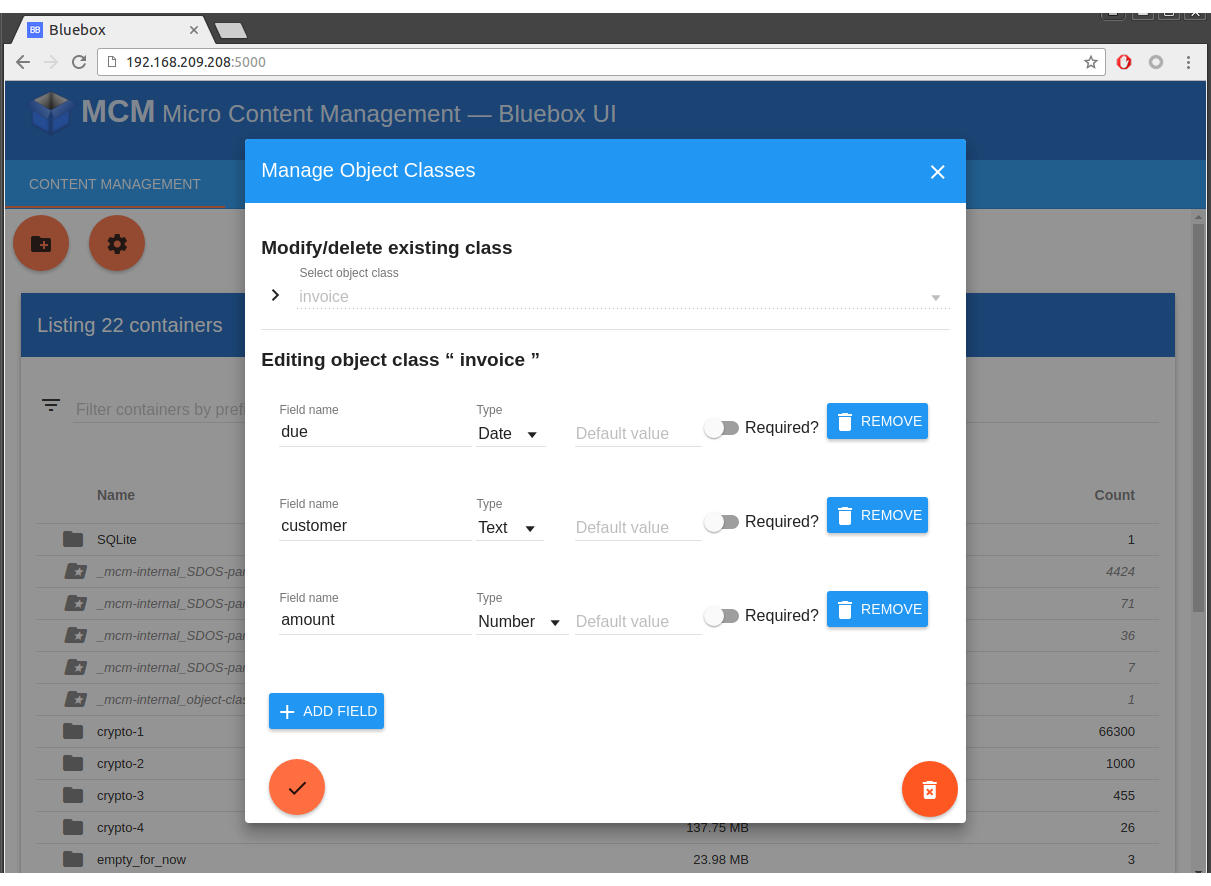 BB Bluebox
192.168.209.208:5000
MCM Micro Content Management — Bluebox UI
CONTENT MANAGEMENT
Manage Object Classes
Modify/delete existing class
Select object class
invoice
Editing object class “ invoice ”
Field name Type
due Date Default value Required? REMOVE
Field name Type
customer Text Default value Required? REMOVE
Field name Type
amount Number Default value Required? REMOVE
ADD FIELD
Listing 22 containers
Filter containers by pref
Name Count
SQLite 1
_mcm-internal_SDOS-par 4424
_mcm-internal_SDOS-par 71
_mcm-internal_SDOS-par 36
_mcm-internal_SDOS-par 7
_mcm-internal_object-clas 1
crypto-1 66300
crypto-2 1000
crypto-3 455
crypto-4 137.75 MB 26
empty_for_now 23.98 MB 3